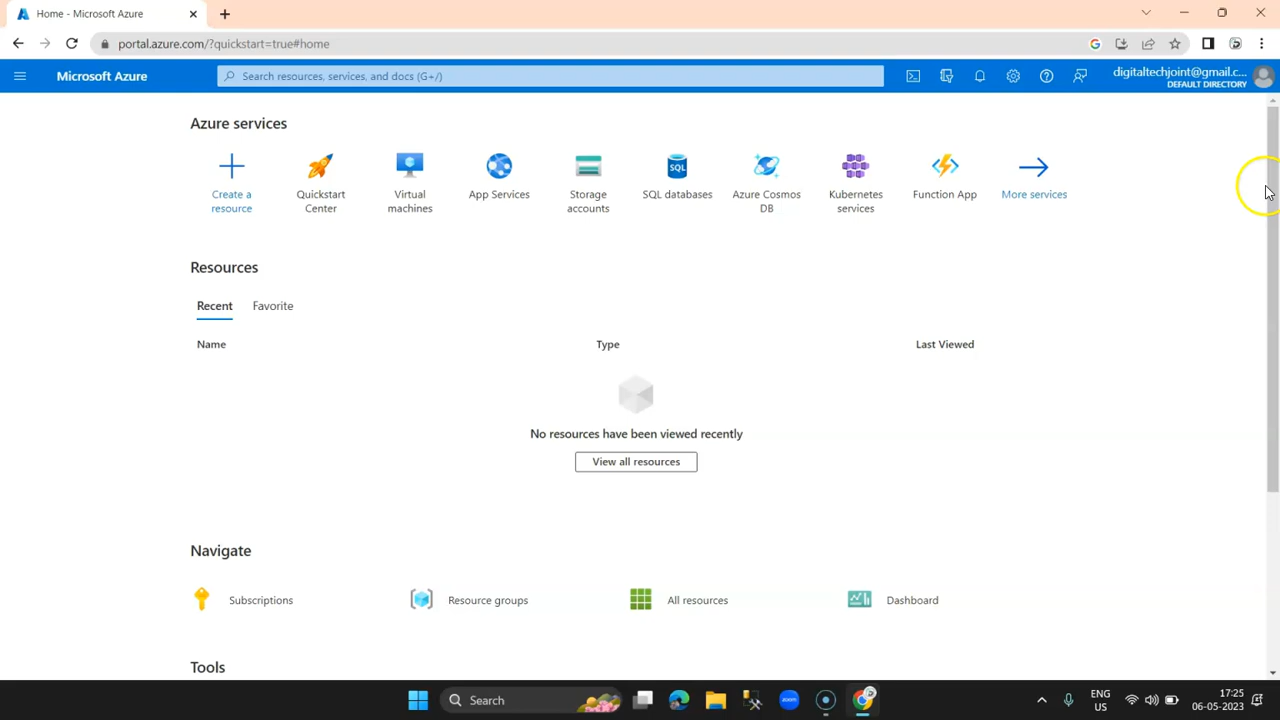 Home - Microsoft Azure
portal.azure.com/?quickstart=true#home
Microsoft Azure
Search resources, services, and docs (G+/)
digitaltechjoint@gmail.c...
DEFAULT DIRECTORY
Azure services
Create a
resource
Quickstart
Center
Virtual
machines
App Services
Storage
accounts
SQL
SQL databases
Azure Cosmos
DB
Kubernetes
services
Function App
More services
Resources
Recent
Favorite
Name
Type
Last Viewed
No resources have been viewed recently
View all resources
Navigate
Subscriptions
Resource groups
All resources
Dashboard
Tools
Search
zoom
ENG
US
17:25
06-05-2023